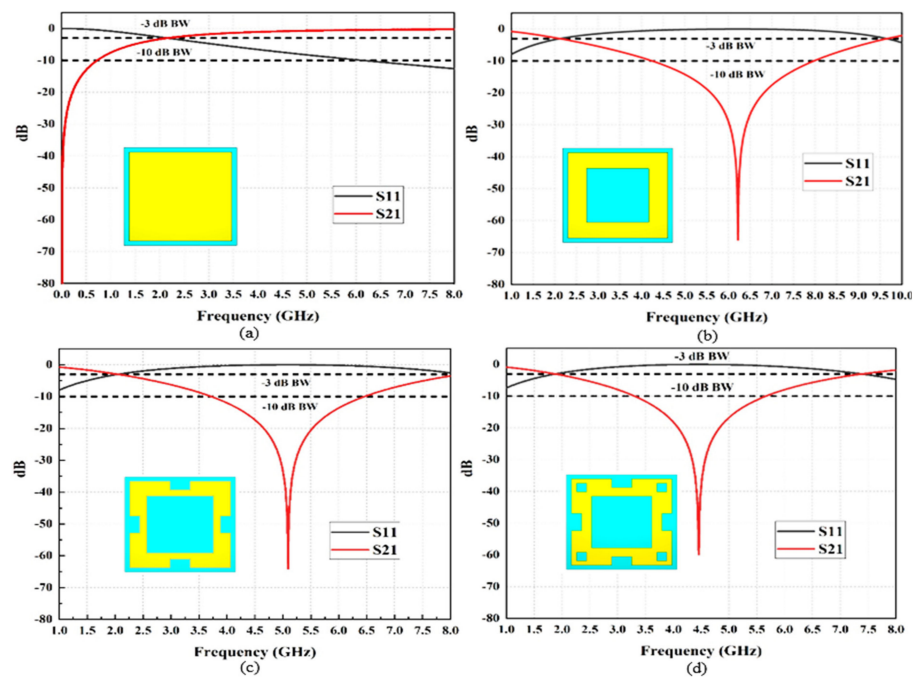 0
-10
-20
-30
-40
-50
-60
-70
-80
dB
-3 dB BW
-10 dB BW
S11
S21
0.0 0.5 1.0 1.5 2.0 2.5 3.0 3.5 4.0 4.5 5.0 5.5 6.0 6.5 7.0 7.5 8.0
Frequency (GHz)
(a)
0
-10
-20
-30
-40
-50
-60
-70
-80
dB
-3 dB BW
-10 dB BW
S11
S21
1.0 1.5 2.0 2.5 3.0 3.5 4.0 4.5 5.0 5.5 6.0 6.5 7.0 7.5 8.0 8.5 9.0 9.5 10.0
Frequency (GHz)
(b)
0
-10
-20
-30
-40
-50
-60
-70
-80
dB
-3 dB BW
-10 dB BW
S11
S21
1.0 1.5 2.0 2.5 3.0 3.5 4.0 4.5 5.0 5.5 6.0 6.5 7.0 7.5 8.0
Frequency (GHz)
(c)
0
-10
-20
-30
-40
-50
-60
-70
-80
dB
-3 dB BW
-10 dB BW
S11
S21
1.0 1.5 2.0 2.5 3.0 3.5 4.0 4.5 5.0 5.5 6.0 6.5 7.0 7.5 8.0
Frequency (GHz)
(d)